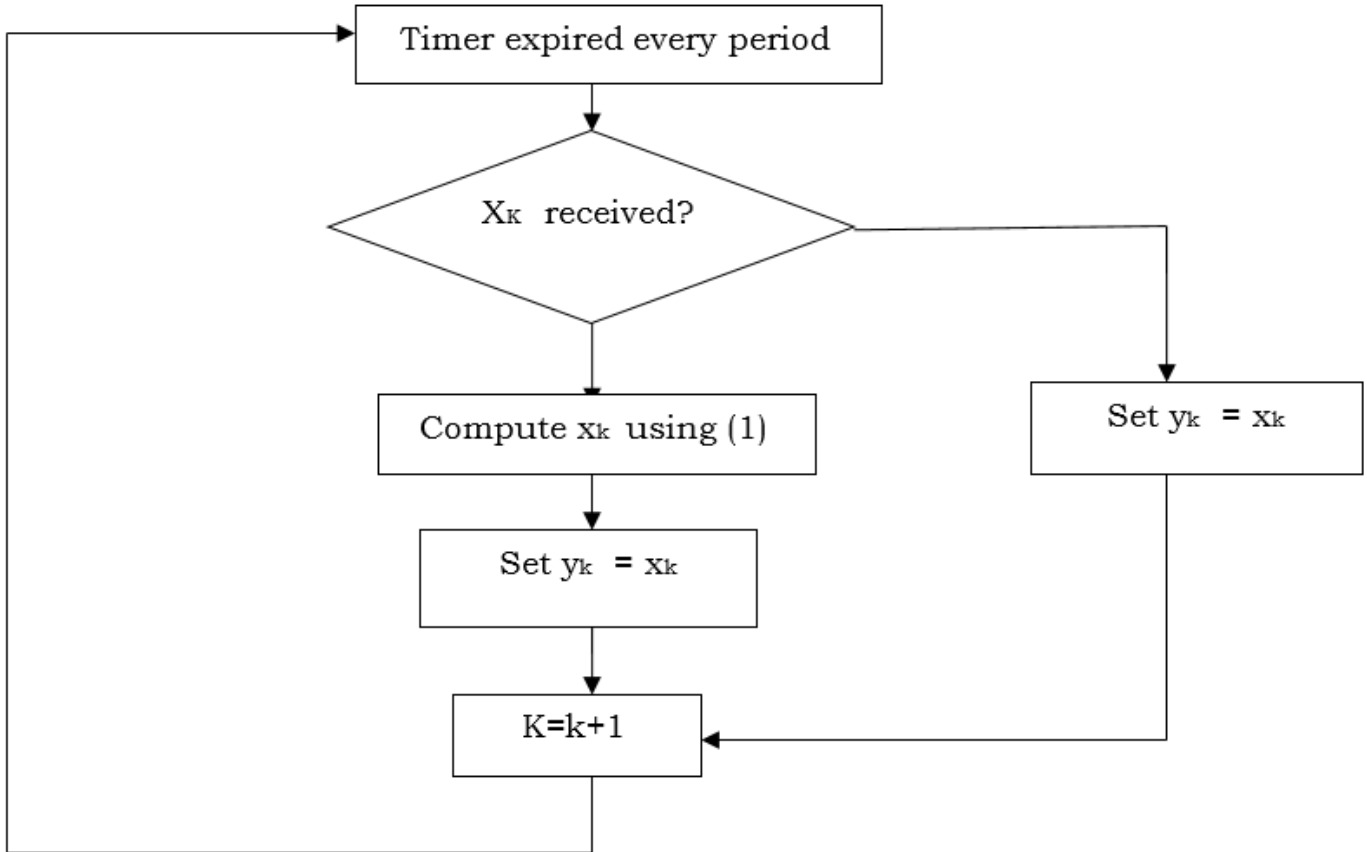 Timer expired every period
XK received?
Compute xk using (1)
Set yk = xk
Set yk = xk
K=k+1